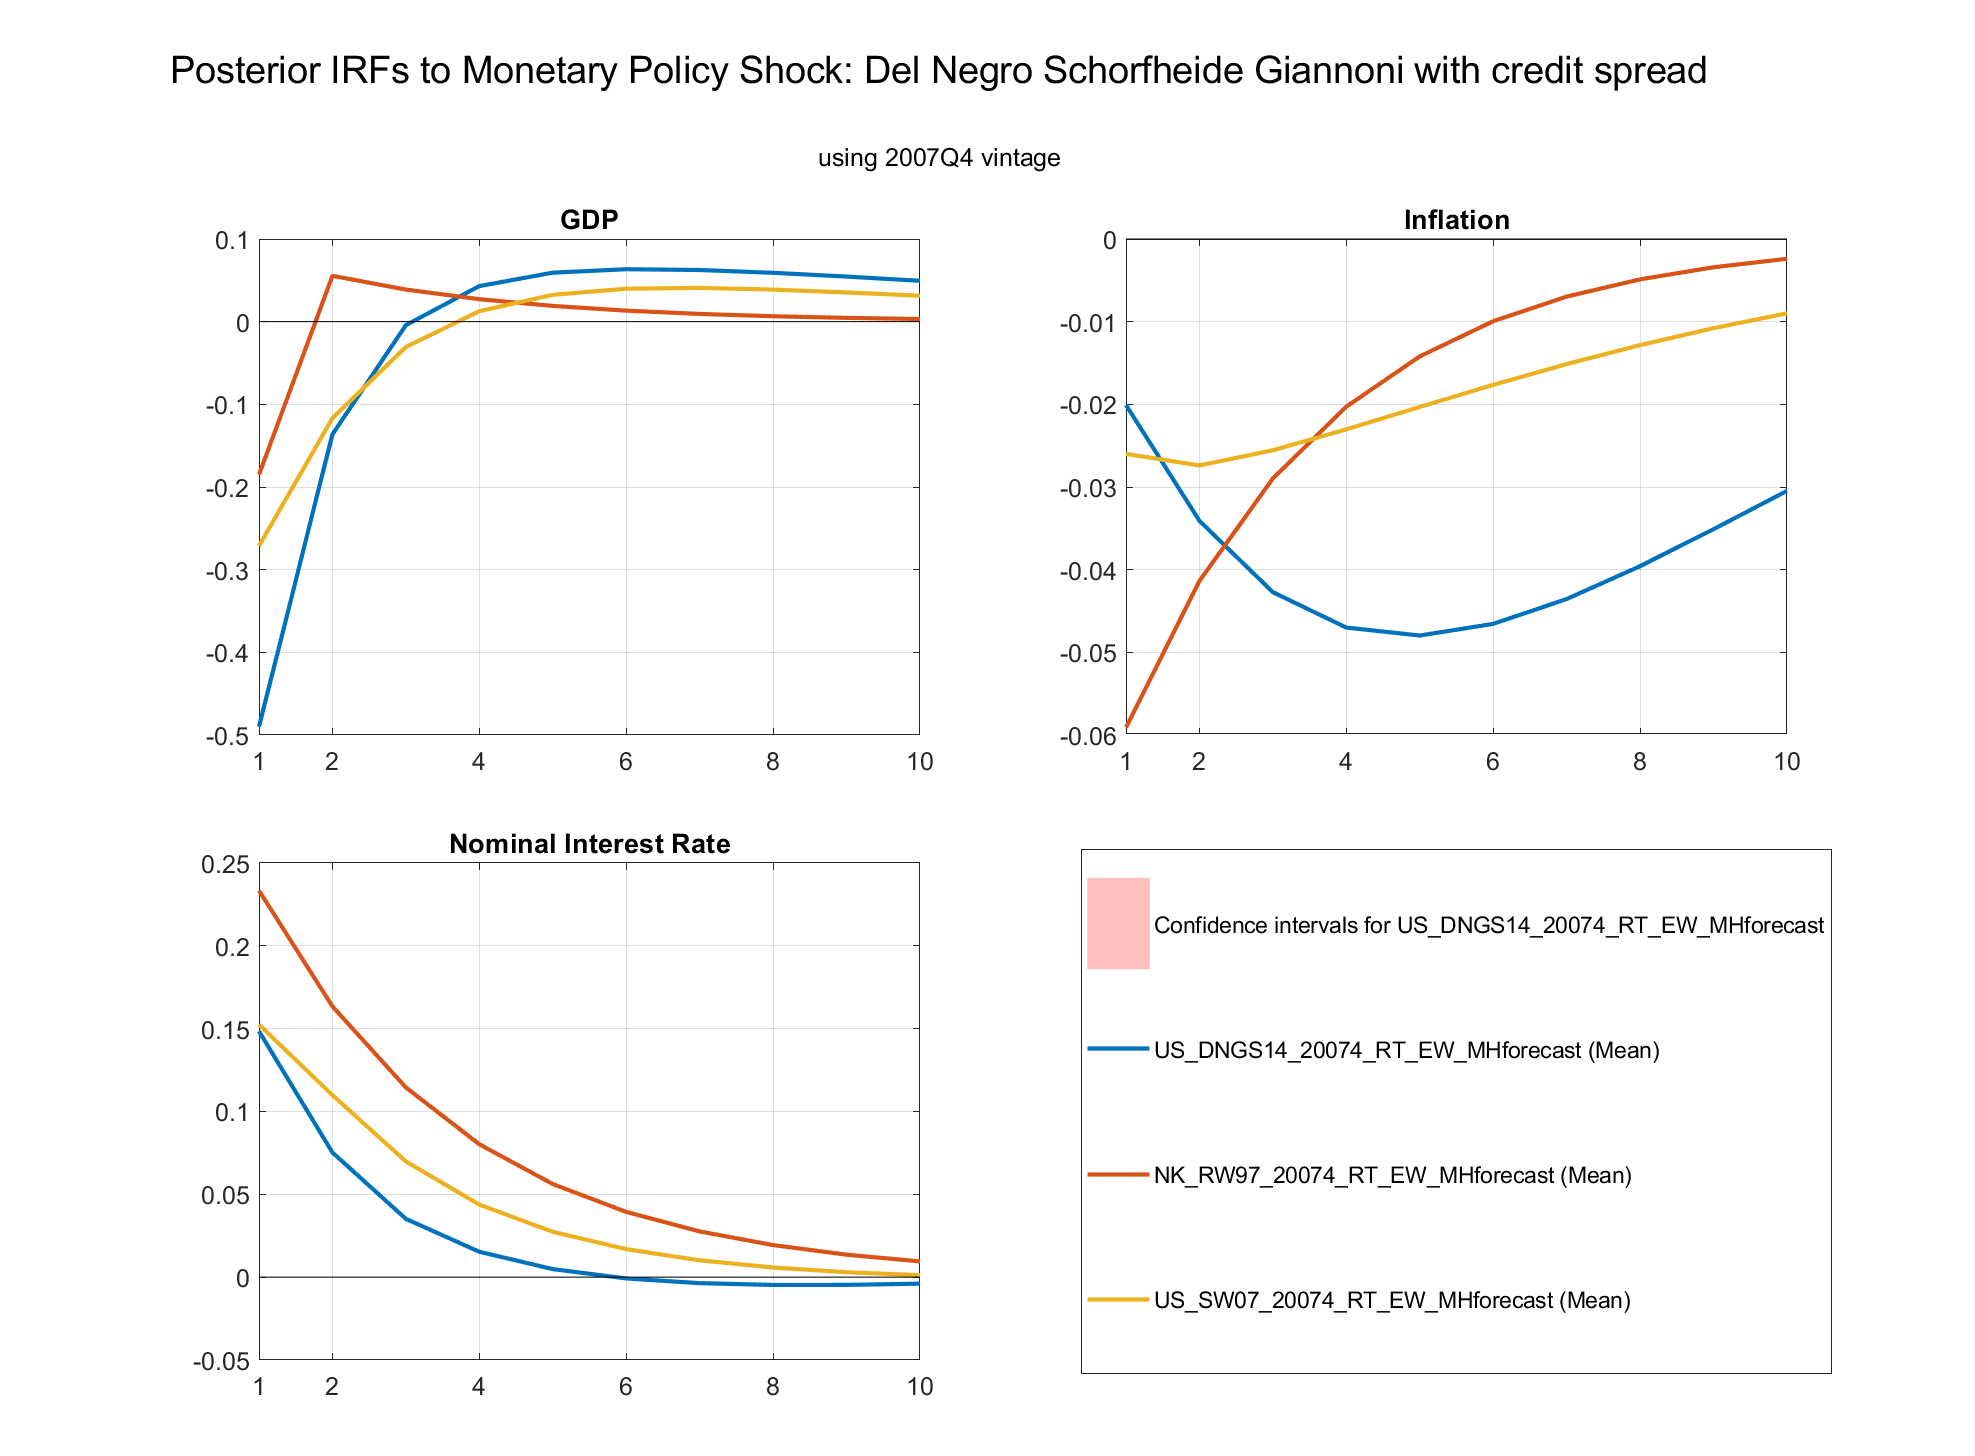 Posterior IRFs to Monetary Policy Shock: Del Negro Schorfheide Giannoni with credit spread
using 2007Q4 vintage
GDP
0.1
0
-0.1
-0.2
-0.3
-0.4
-0.5
1 2 4 6 8 10
Inflation
0
-0.01
-0.02
-0.03
-0.04
-0.05
-0.06
1 2 4 6 8 10
Nominal Interest Rate
0.25
0.2
0.15
0.1
0.05
0
-0.05
1 2 4 6 8 10
Confidence intervals for US_DNGS14_20074_RT_EW_MHforecast
US_DNGS14_20074_RT_EW_MHforecast (Mean)
NK_RW97_20074_RT_EW_MHforecast (Mean)
US_SW07_20074_RT_EW_MHforecast (Mean)